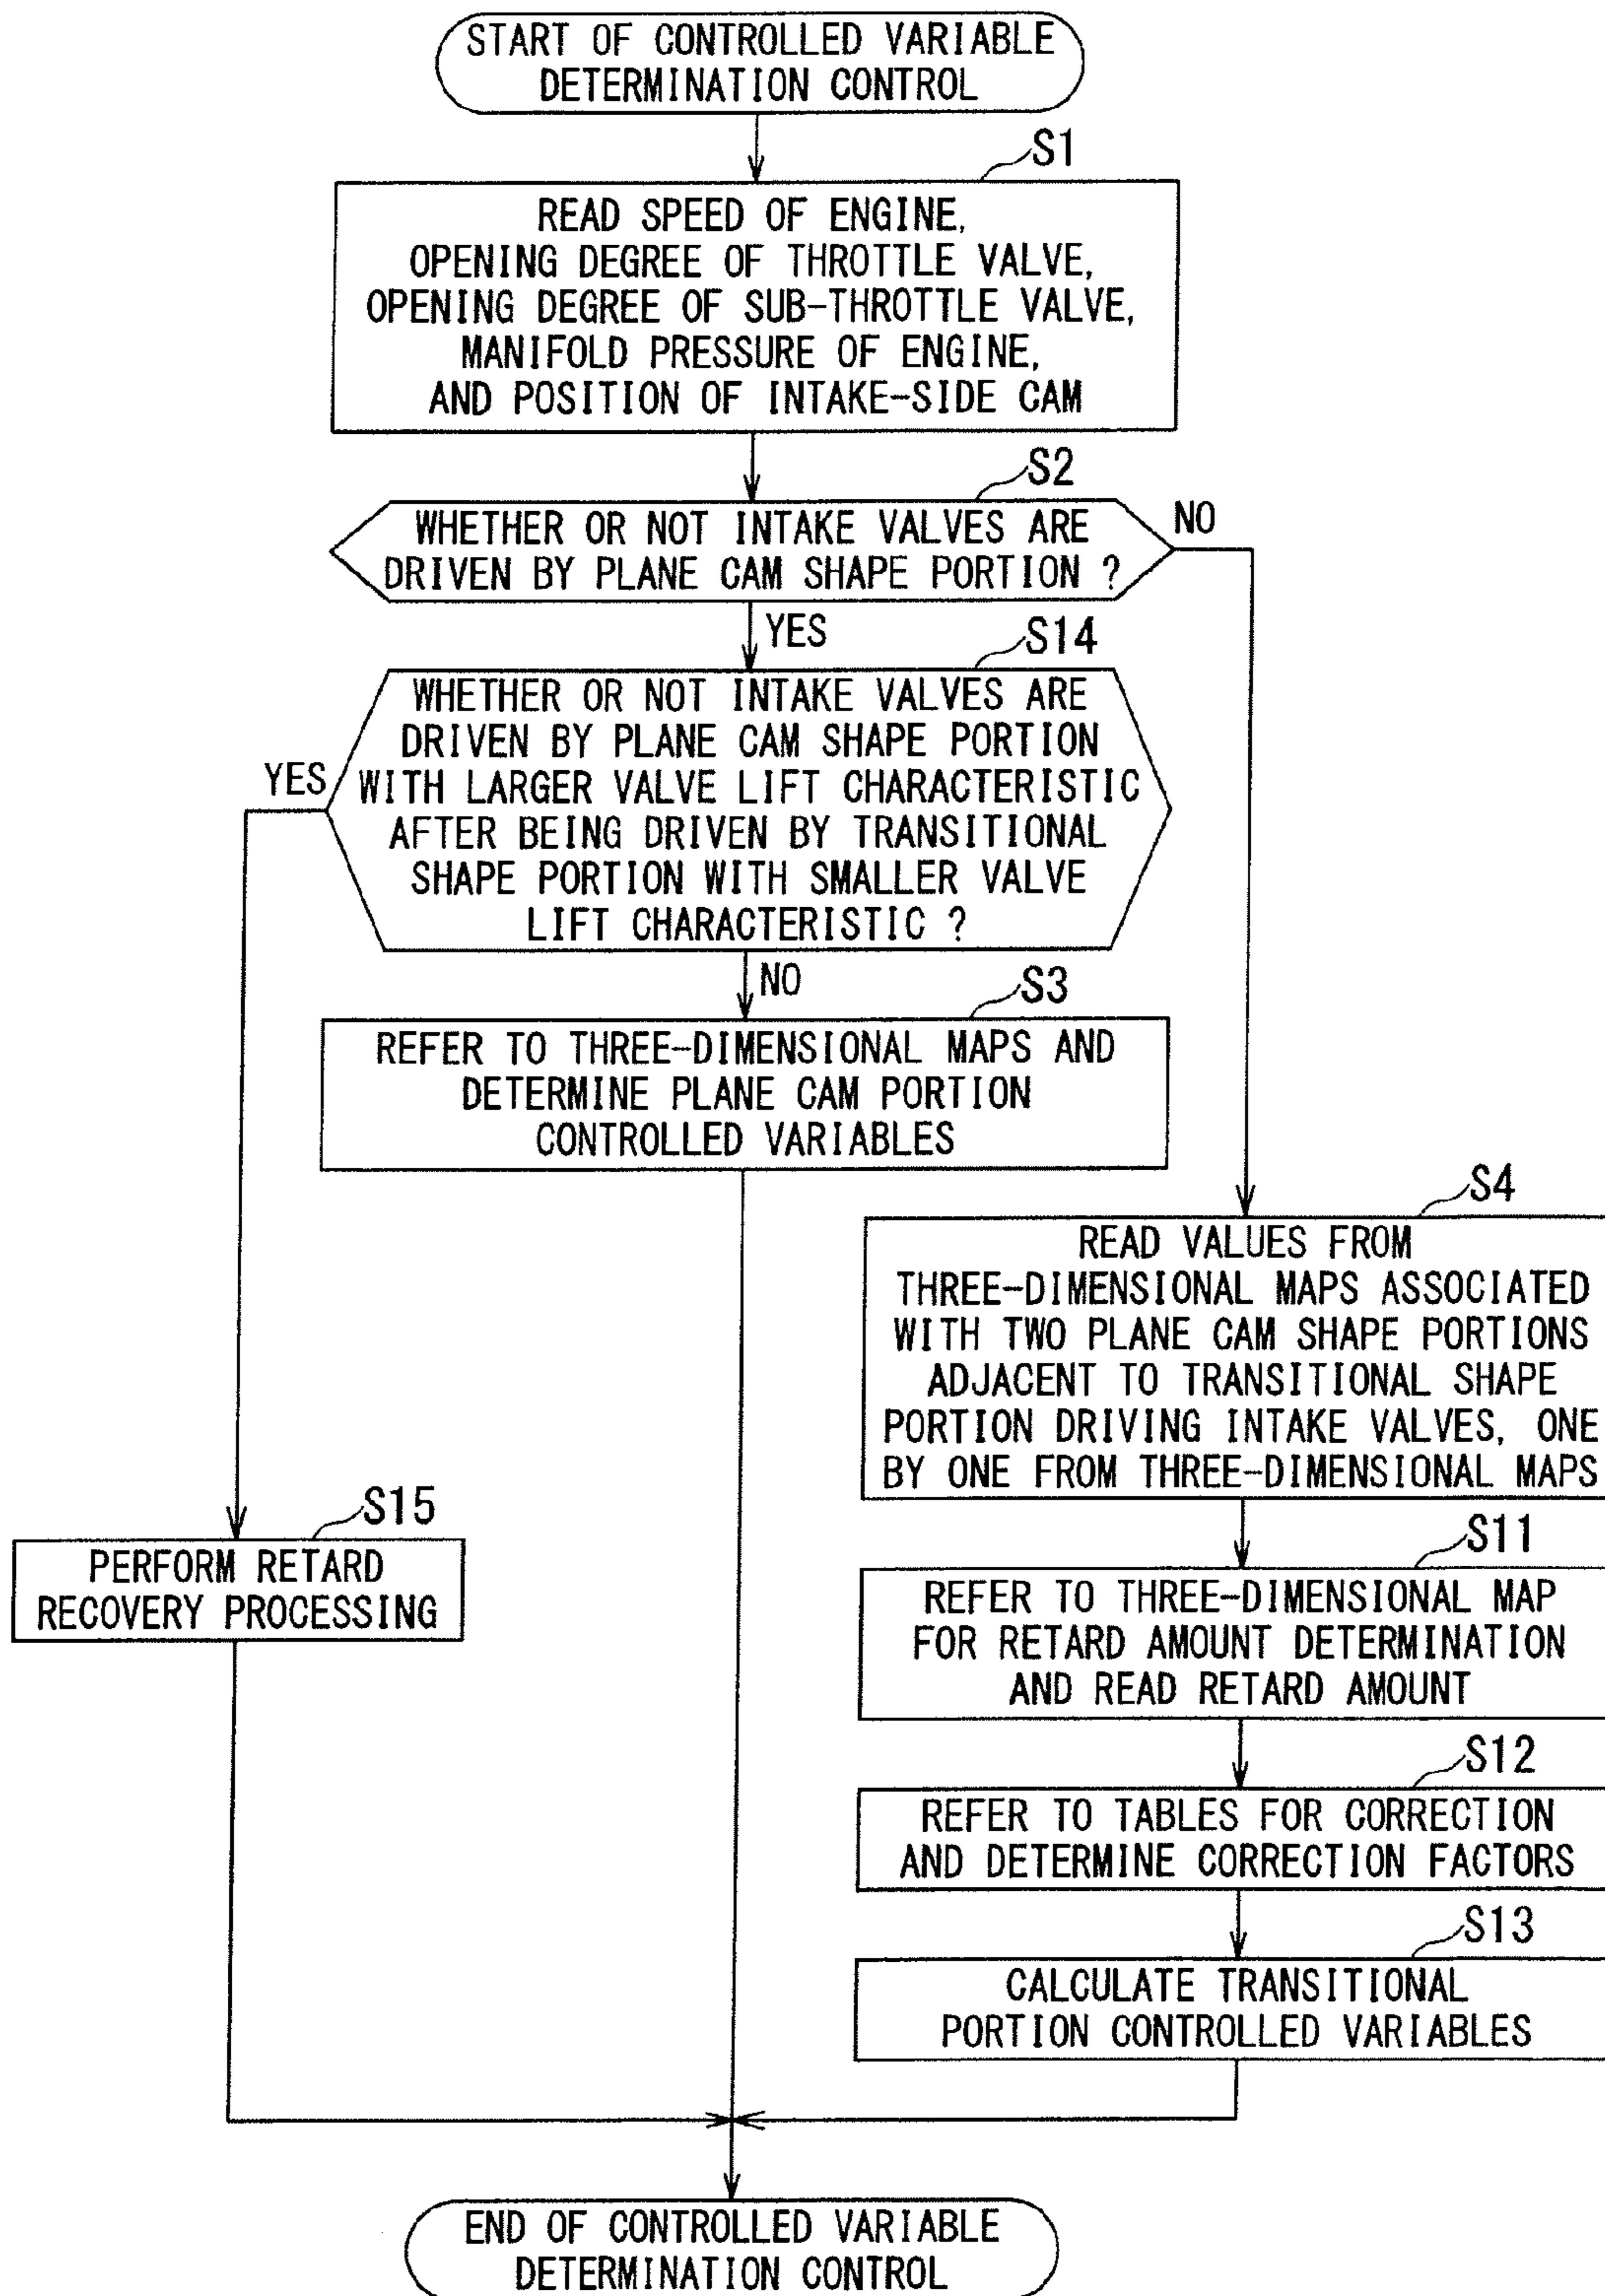 START OF CONTROLLED VARIABLE
DETERMINATION CONTROL
S1
READ SPEED OF ENGINE,
OPENING DEGREE OF THROTTLE VALVE,
OPENING DEGREE OF SUB-THROTTLE VALVE,
MANIFOLD PRESSURE OF ENGINE,
AND POSITION OF INTAKE-SIDE CAM
S2
WHETHER OR NOT INTAKE VALVES ARE
DRIVEN BY PLANE CAM SHAPE PORTION ?
NO
YES
S14
WHETHER OR NOT INTAKE VALVES ARE
DRIVEN BY PLANE CAM SHAPE PORTION
WITH LARGER VALVE LIFT CHARACTERISTIC
AFTER BEING DRIVEN BY TRANSITIONAL
SHAPE PORTION WITH SMALLER VALVE
LIFT CHARACTERISTIC ?
YES
NO
S3
REFER TO THREE-DIMENSIONAL MAPS AND
DETERMINE PLANE CAM PORTION
CONTROLLED VARIABLES
S4
READ VALUES FROM
THREE-DIMENSIONAL MAPS ASSOCIATED
WITH TWO PLANE CAM SHAPE PORTIONS
ADJACENT TO TRANSITIONAL SHAPE
PORTION DRIVING INTAKE VALVES, ONE
BY ONE FROM THREE-DIMENSIONAL MAPS
S15
PERFORM RETARD
RECOVERY PROCESSING
S11
REFER TO THREE-DIMENSIONAL MAP
FOR RETARD AMOUNT DETERMINATION
AND READ RETARD AMOUNT
S12
REFER TO TABLES FOR CORRECTION
AND DETERMINE CORRECTION FACTORS
S13
CALCULATE TRANSITIONAL
PORTION CONTROLLED VARIABLES
END OF CONTROLLED VARIABLE
DETERMINATION CONTROL